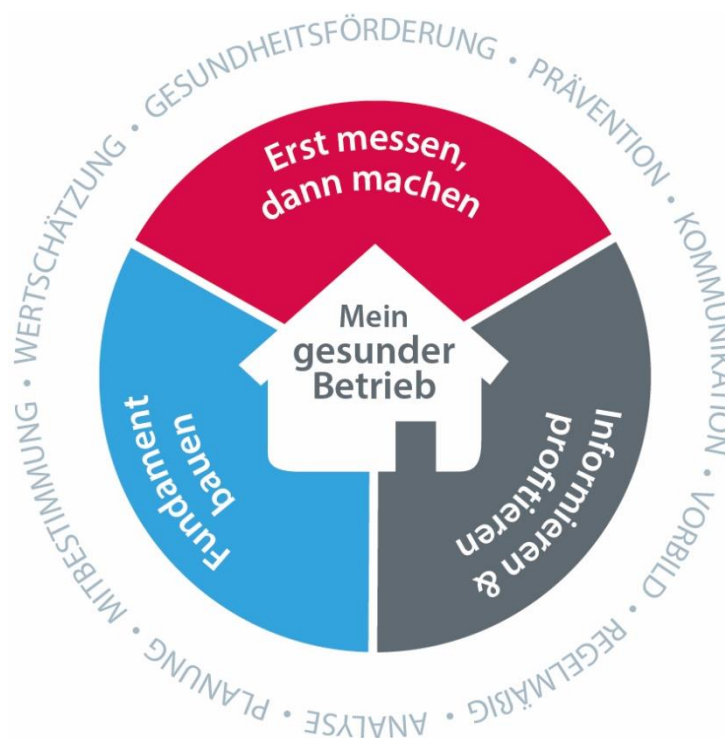 GESUNDHEITSFÖRDERUNG • PRÄVENTION • KOMMUNIKATION • VORBILD • REGELMÄßIG • ANALYSE • PLANUNG • MITBESTIMMUNG • WERTSCHÄTZUNG •
Erst messen,
dann machen
Mein
gesunder
Betrieb
Informieren &
profitieren
Fundament
bauen